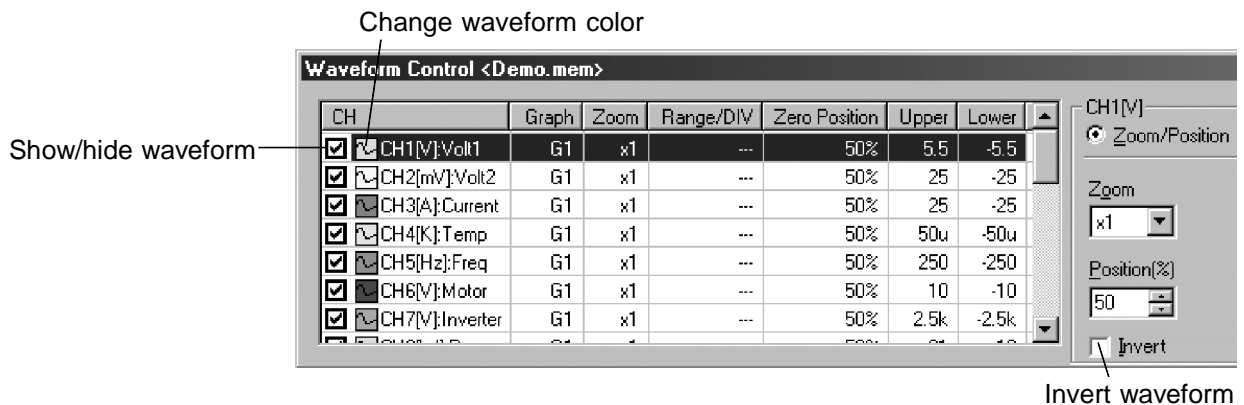 Change waveform color
Waveform Control <Demo.mem>
CH Graph Zoom Range/DIV Zero Position Upper Lower
Show/hide waveform
CH1[V]:Volt1 G1 x1 --- 50% 5.5 -5.5
CH2[mV]:Volt2 G1 x1 --- 50% 25 -25
CH3[A]:Current G1 x1 --- 50% 25 -25
CH4[K]:Temp G1 x1 --- 50% 50u -50u
CH5[Hz]:Freq G1 x1 --- 50% 250 -250
CH6[V]:Motor G1 x1 --- 50% 10 -10
CH7[V]:Inverter G1 x1 --- 50% 2.5k -2.5k
CH1[V]
Zoom/Position
Zoom
x1
Position(%)
50
Invert
Invert waveform